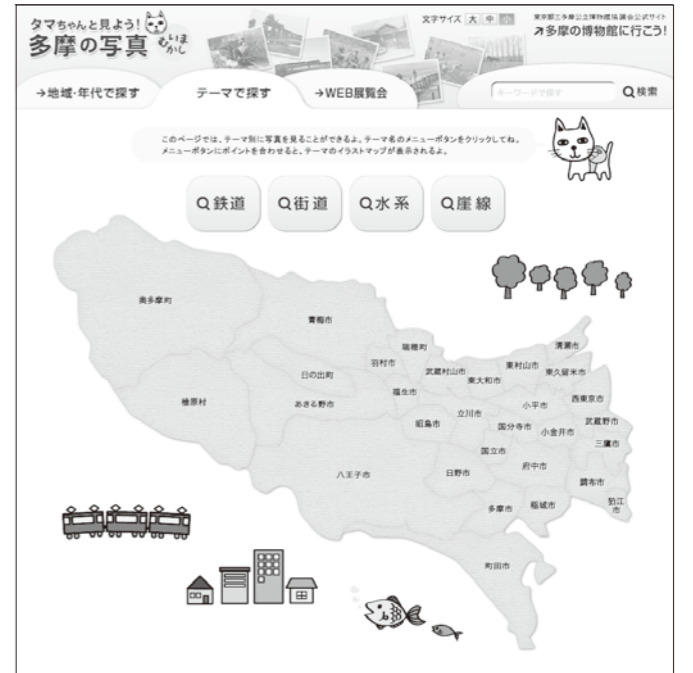 タマちゃんと見よう!
多摩の写真
いま
むかし
文字サイズ 大 中 小
東京都三多摩公立博物館協議会公式サイト
多摩の博物館に行こう!
→地域・年代で探す
テーマで探す
→WEB展覧会
キーワードで探す
検索
このページでは、テーマ別に写真を見ることができるよ。テーマ名のメニューボタンをクリックしてね。
メニューボタンにポイントを合わせると、テーマのイラストマップが表示されるよ。
鉄道
街道
水系
崖線
奥多摩町
青梅市
瑞穂町
清瀬市
羽村市
武蔵村山市
東村山市
東久留米市
日の出町
東大和市
檜原村
あきる野市
福生市
西東京市
小平市
立川市
昭島市
国分寺市
小金井市
武蔵野市
三鷹市
国立市
八王子市
日野市
府中市
調布市
多摩市
稲城市
狛江市
町田市